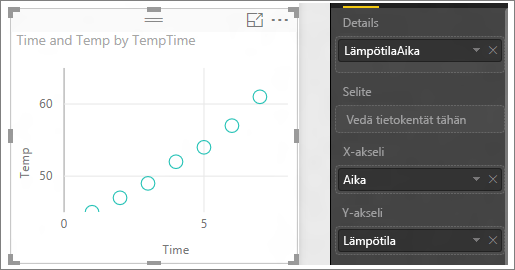 Time and Temp by TempTime
60
50
Temp
0
5
Time
Details
LämpötilaAika
Selite
Vedä tietokentät tähän
X-akseli
Aika
Y-akseli
Lämpötila